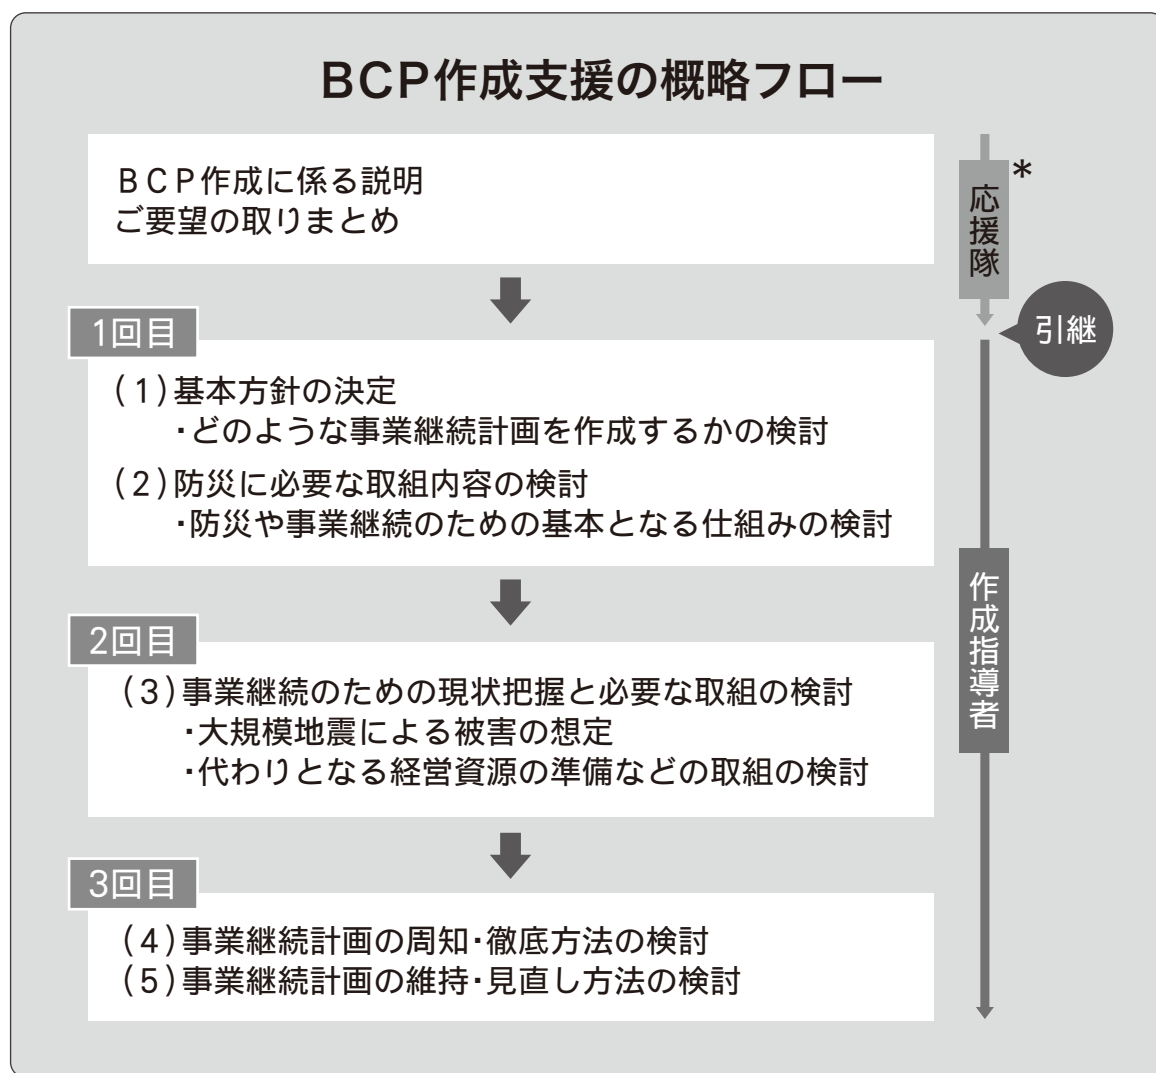 BCP作成支援の概略フロー
BCP作成に係る説明
ご要望の取りまとめ
*
応援隊
引継
1回目
(1)基本方針の決定
・どのような事業継続計画を作成するかの検討
(2)防災に必要な取組内容の検討
・防災や事業継続のための基本となる仕組みの検討
作成指導者
2回目
(3)事業継続のための現状把握と必要な取組の検討
・大規模地震による被害の想定
・代わりとなる経営資源の準備などの取組の検討
3回目
(4)事業継続計画の周知・徹底方法の検討
(5)事業継続計画の維持・見直し方法の検討